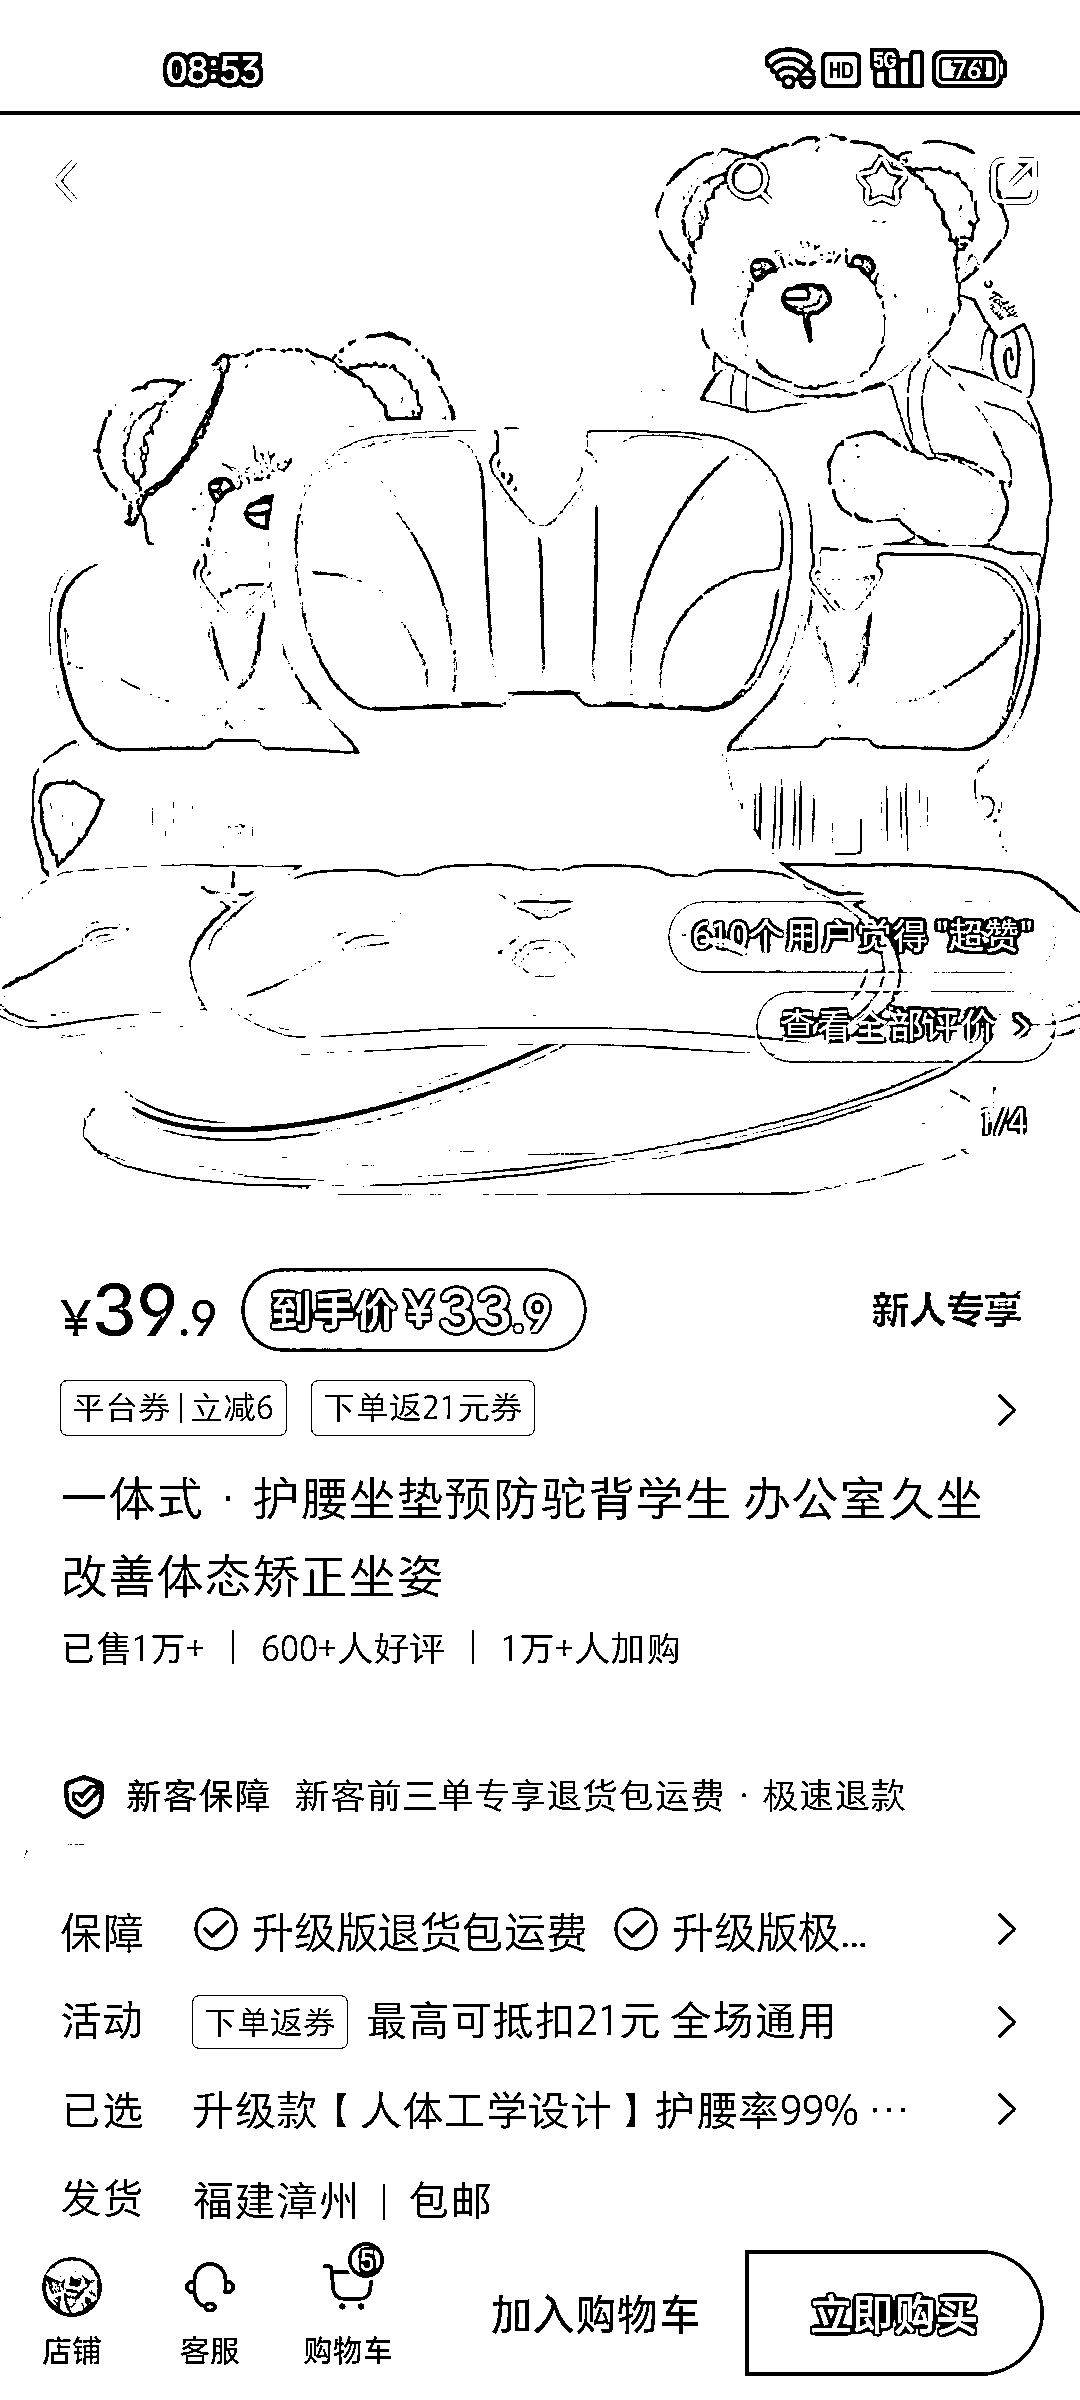 08:53 HD 5G 76
610个用户觉得"超赞"
查看全部评价
1/4
¥39.9 到手价¥33.9 新人专享
平台券|立减6 下单返21元券
一体式·护腰坐垫预防驼背学生 办公室久坐
改善体态矫正坐姿
已售1万+ | 600+人好评 | 1万+人加购
新客保障 新客前三单专享退货包运费·极速退款
保障 升级版退货包运费 升级版极...
活动 下单返券 最高可抵扣21元 全场通用
已选 升级款【人体工学设计】护腰率99% ···
发货 福建漳州 | 包邮
5
店铺 客服 购物车 加入购物车 立即购买